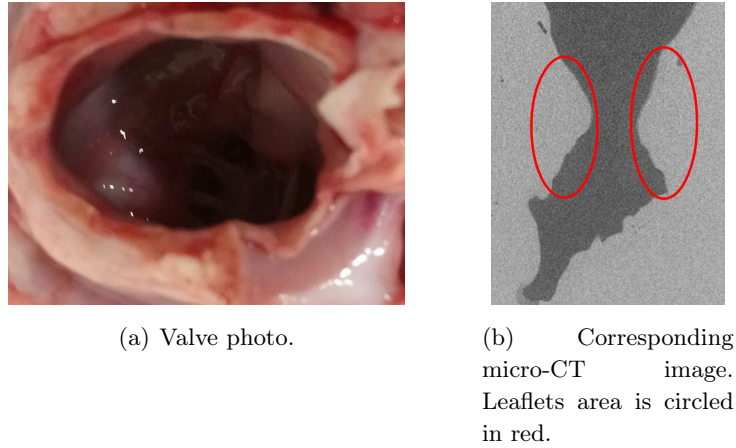 (a) Valve photo.
(b) Corresponding
micro-CT image.
Leaflets area is circled
in red.